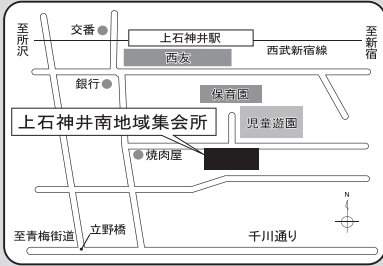 至所沢
交番
上石神井駅
至新宿
西友
西武新宿線
銀行
保育園
児童遊園
上石神井南地域集会所
焼肉屋
N
至青梅街道
立野橋
千川通り